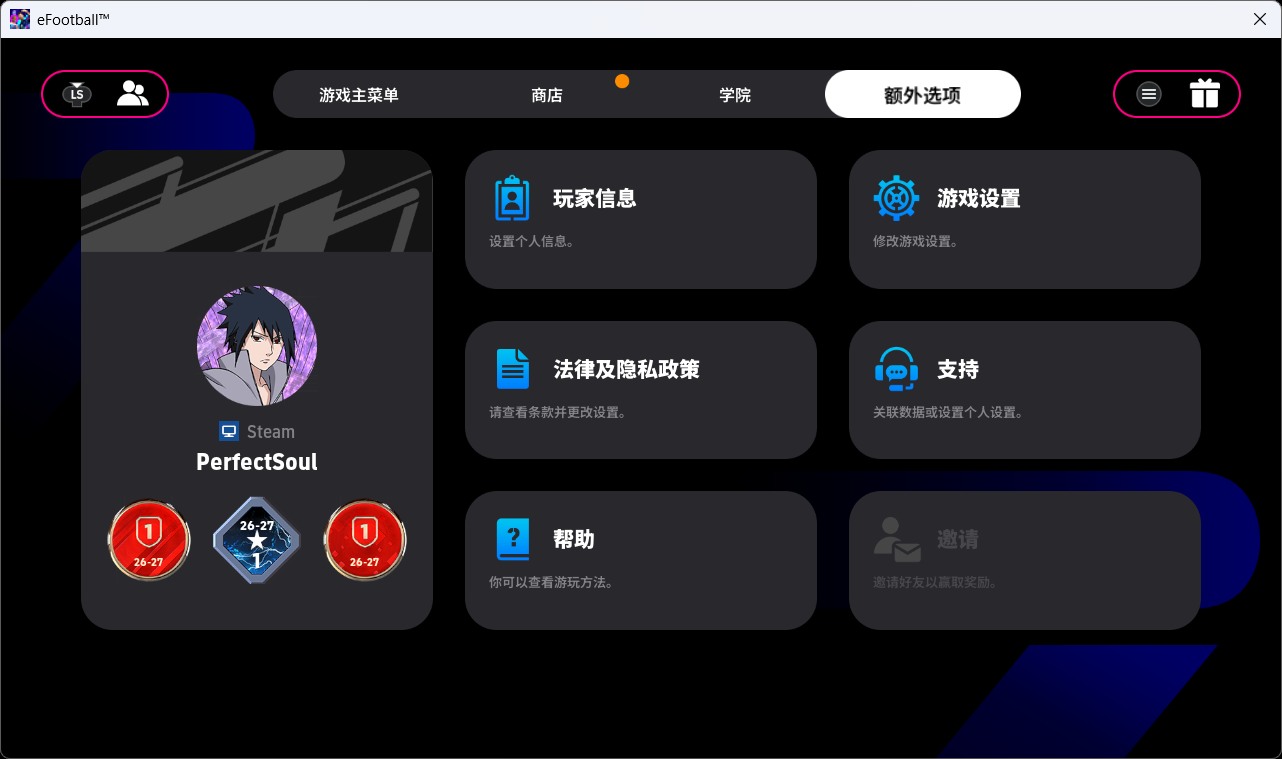 eFootball™
LS
游戏主菜单
商店
学院
额外选项
玩家信息
设置个人信息。
游戏设置
修改游戏设置。
法律及隐私政策
请查看条款并更改设置。
支持
关联数据或设置个人设置。
Steam
PerfectSoul
1
26-27
26-27
1
1
26-27
帮助
你可以查看游玩方法。
邀请
邀请好友以赢取奖励。